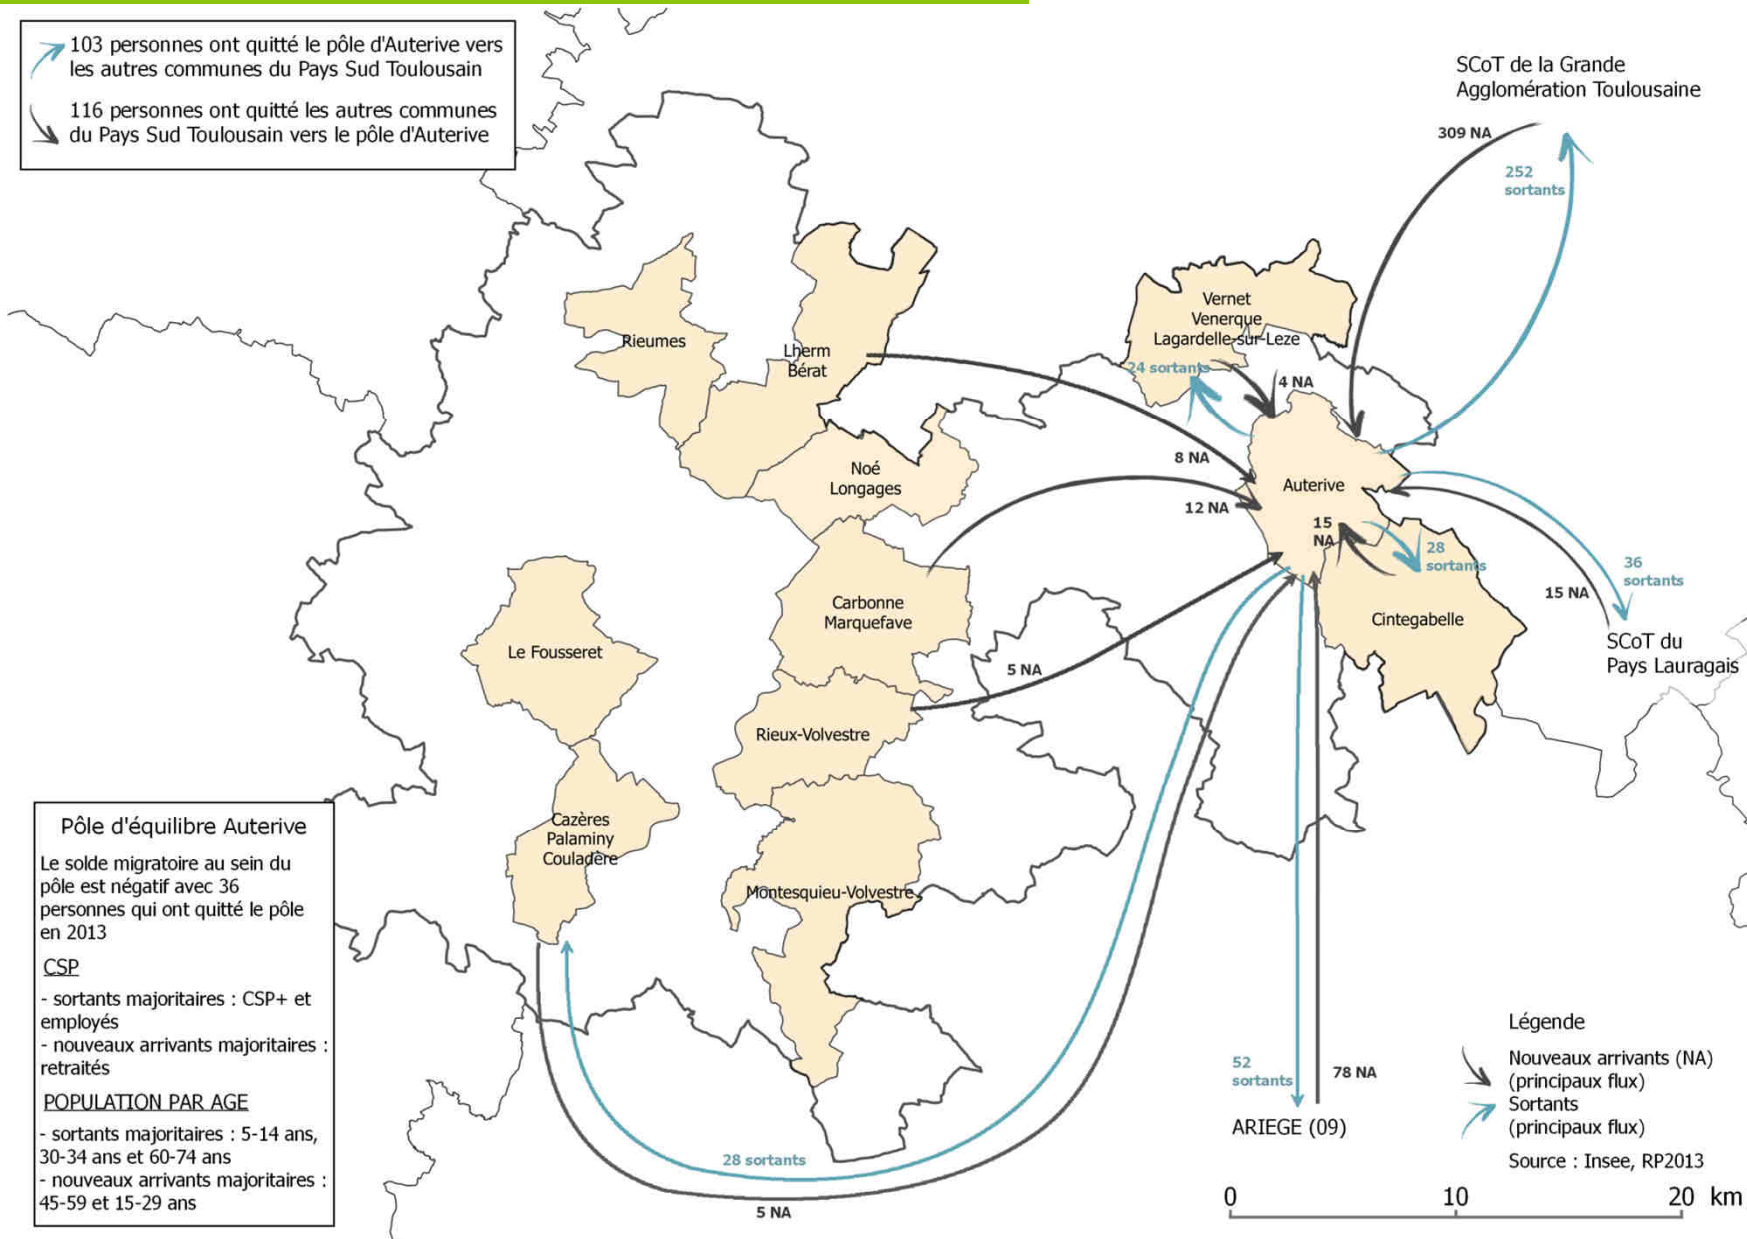 103 personnes ont quitté le pôle d'Auterive vers
les autres communes du Pays Sud Toulousain
116 personnes ont quitté les autres communes
du Pays Sud Toulousain vers le pôle d'Auterive
SCoT de la Grande
Agglomération Toulousaine
309 NA
252
sortants
Vernet
Venerque
Lagardelle-sur-Leze
24 sortants
4 NA
Rieumes
Lherm
Bérat
8 NA
Noé
Longages
12 NA
Auterive
15
NA
28
sortants
36
sortants
15 NA
SCoT du
Pays Lauragais
Cintegabelle
Carbonne
Marquefave
Le Fousseret
5 NA
Rieux-Volvestre
Cazères
Palaminy
Couladère
Montesquieu-Volvestre
Pôle d'équilibre Auterive
Le solde migratoire au sein du
pôle est négatif avec 36
personnes qui ont quitté le pôle
en 2013
CSP
- sortants majoritaires : CSP+ et
employés
- nouveaux arrivants majoritaires :
retraités
POPULATION PAR AGE
- sortants majoritaires : 5-14 ans,
30-34 ans et 60-74 ans
- nouveaux arrivants majoritaires :
45-59 et 15-29 ans
28 sortants
5 NA
52
sortants
78 NA
ARIEGE (09)
Légende
Nouveaux arrivants (NA)
(principaux flux)
Sortants
(principaux flux)
Source : Insee, RP2013
0 10 20 km